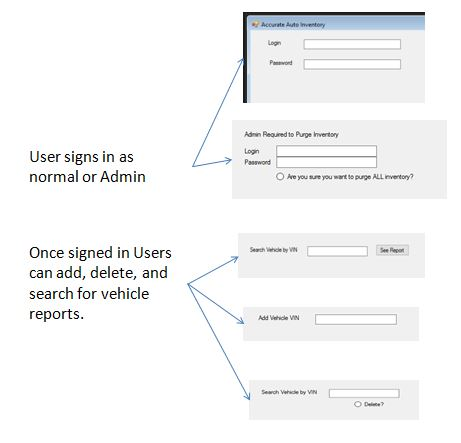 Accurate Auto Inventory
Login
Password
Admin Required to Purge Inventory
Login
Password
Are you sure you want to purge ALL inventory?
User signs in as
normal or Admin
Once signed in Users
can add, delete, and
search for vehicle
reports.
Search Vehicle by VIN See Report
Add Vehicle VIN
Search Vehicle by VIN
Delete?